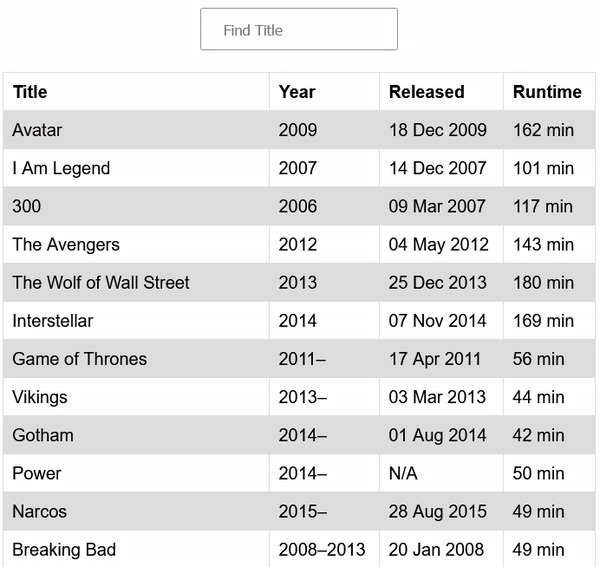 Find Title
Title Year Released Runtime
Avatar 2009 18 Dec 2009 162 min
I Am Legend 2007 14 Dec 2007 101 min
300 2006 09 Mar 2007 117 min
The Avengers 2012 04 May 2012 143 min
The Wolf of Wall Street 2013 25 Dec 2013 180 min
Interstellar 2014 07 Nov 2014 169 min
Game of Thrones 2011– 17 Apr 2011 56 min
Vikings 2013– 03 Mar 2013 44 min
Gotham 2014– 01 Aug 2014 42 min
Power 2014– N/A 50 min
Narcos 2015– 28 Aug 2015 49 min
Breaking Bad 2008–2013 20 Jan 2008 49 min